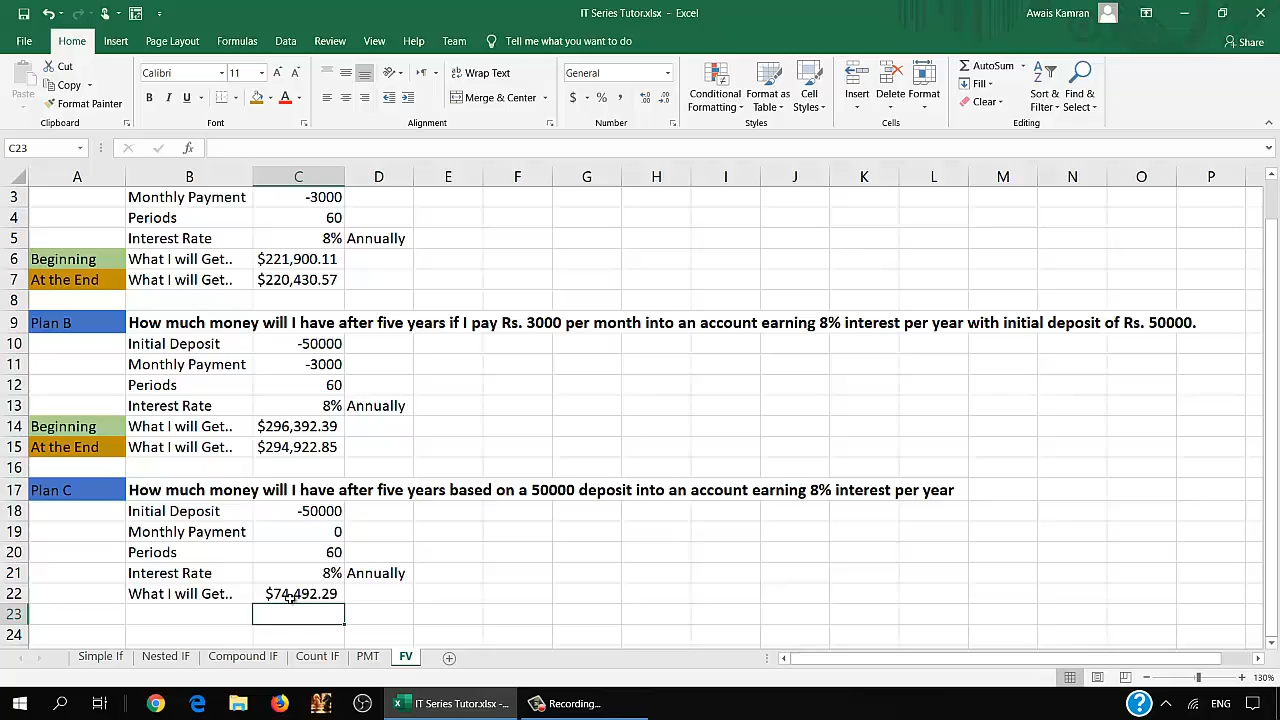 IT Series Tutor.xlsx - Excel
Awais Kamran
File Home Insert Page Layout Formulas Data Review View Help Team Tell me what you want to do Share
Paste Cut Copy Format Painter Clipboard
Calibri 11 B I U Font
Wrap Text Merge & Center Alignment
General $ % , Number
Conditional Formatting Format as Table Cell Styles Styles
Insert Delete Format Cells
AutoSum Fill Clear Sort & Filter Find & Select Editing
C23 fx
A B C D E F G H I J K L M N O P
3 Monthly Payment -3000
4 Periods 60
5 Interest Rate 8% Annually
6 Beginning What I will Get.. $221,900.11
7 At the End What I will Get.. $220,430.57
8
9 Plan B How much money will I have after five years if I pay Rs. 3000 per month into an account earning 8% interest per year with initial deposit of Rs. 50000.
10 Initial Deposit -50000
11 Monthly Payment -3000
12 Periods 60
13 Interest Rate 8% Annually
14 Beginning What I will Get.. $296,392.39
15 At the End What I will Get.. $294,922.85
16
17 Plan C How much money will I have after five years based on a 50000 deposit into an account earning 8% interest per year
18 Initial Deposit -50000
19 Monthly Payment 0
20 Periods 60
21 Interest Rate 8% Annually
22 What I will Get.. $74,492.29
23
24
Simple If Nested IF Compound IF Count IF PMT FV
130%
IT Series Tutor.xlsx -... Recording... ENG